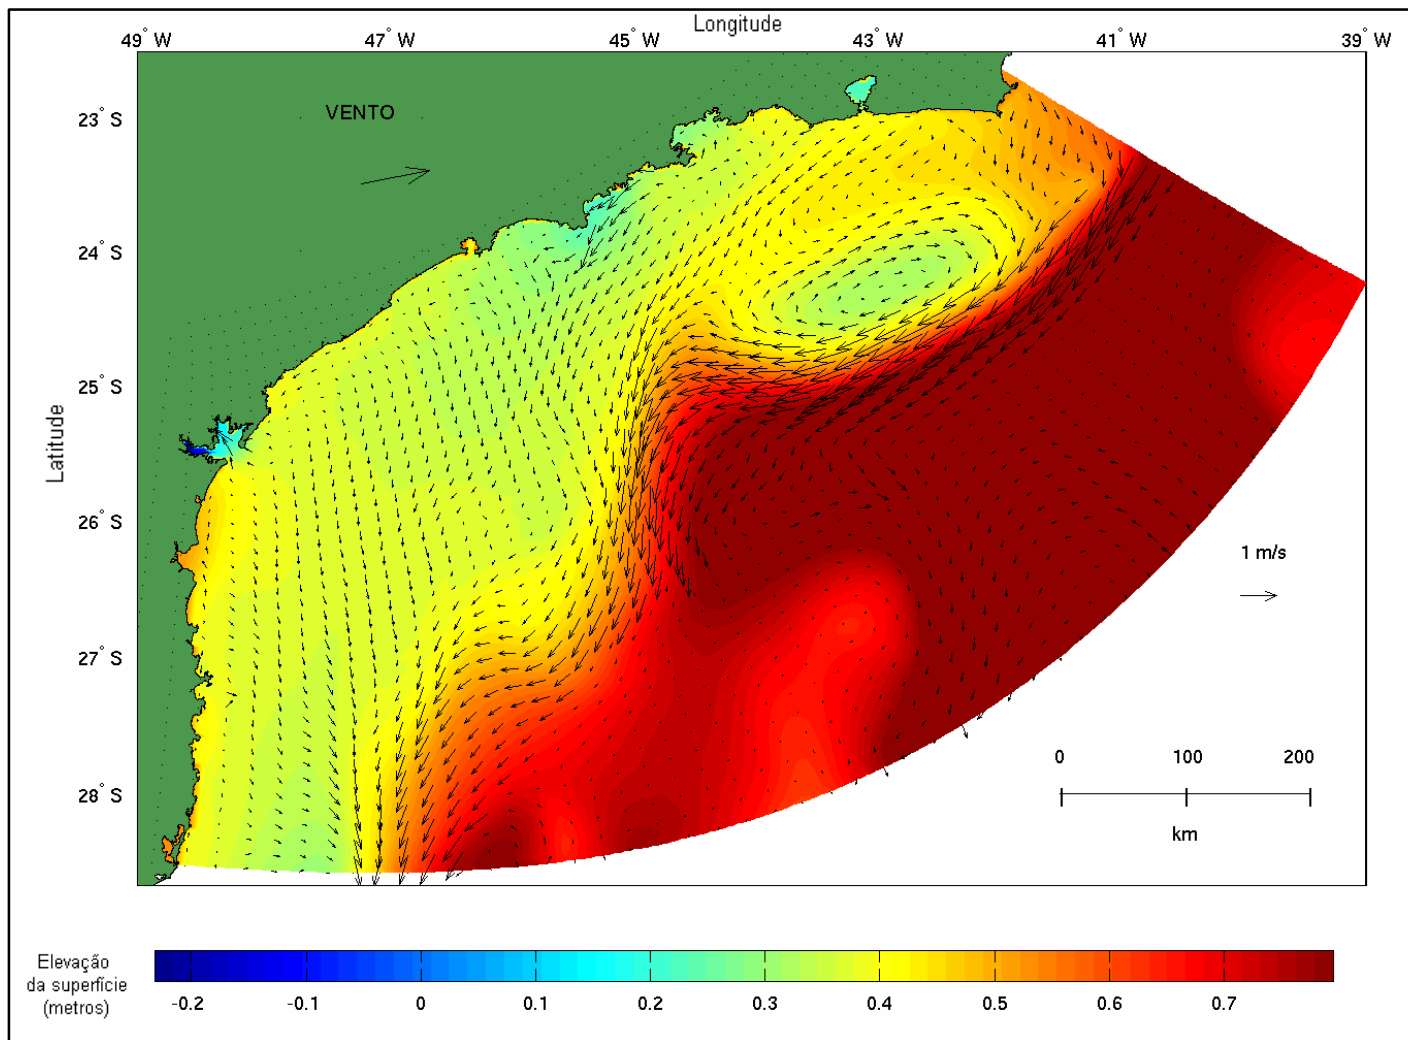 Longitude
49° W 47° W 45° W 43° W 41° W 39° W
VENTO
23° S
24° S
25° S
Latitude
26° S
1 m/s
27° S
0 100 200
28° S
km
Elevação
da superfície
(metros)
-0.2 -0.1 0 0.1 0.2 0.3 0.4 0.5 0.6 0.7